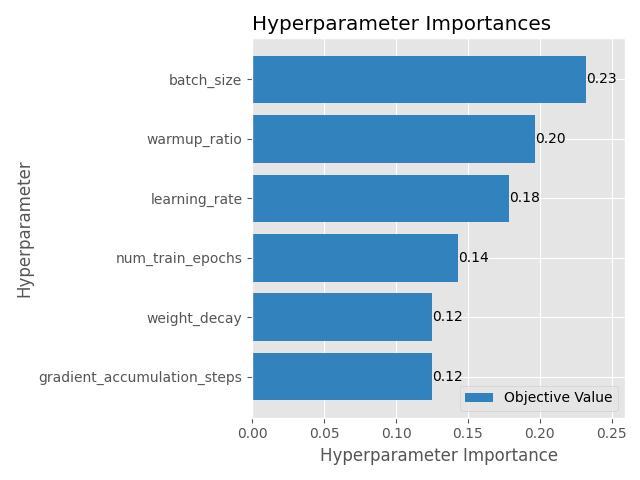 Hyperparameter Importances
batch_size
0.23
warmup_ratio
0.20
learning_rate
0.18
num_train_epochs
0.14
weight_decay
0.12
gradient_accumulation_steps
0.12
Objective Value
0.00 0.05 0.10 0.15 0.20 0.25
Hyperparameter Importance
Hyperparameter